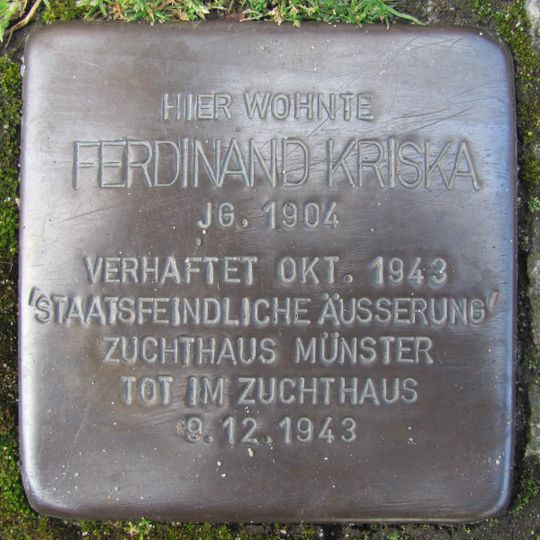 HIER WOHNTE
FERDINAND KRISKA
JG. 1904
VERHAFTET OKT. 1943
'STAATSFEINDLICHE ÄUSSERUNG'
ZUCHTHAUS MÜNSTER
TOT IM ZUCHTHAUS
9.12.1943